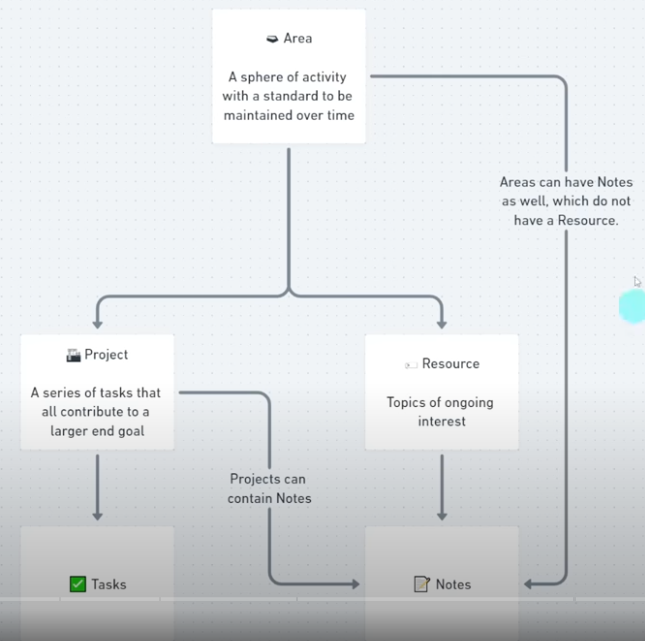 Area
A sphere of activity
with a standard to be
maintained over time
Areas can have Notes
as well, which do not
have a Resource.
Project
A series of tasks that
all contribute to a
larger end goal
Resource
Topics of ongoing
interest
Projects can
contain Notes
Tasks
Notes